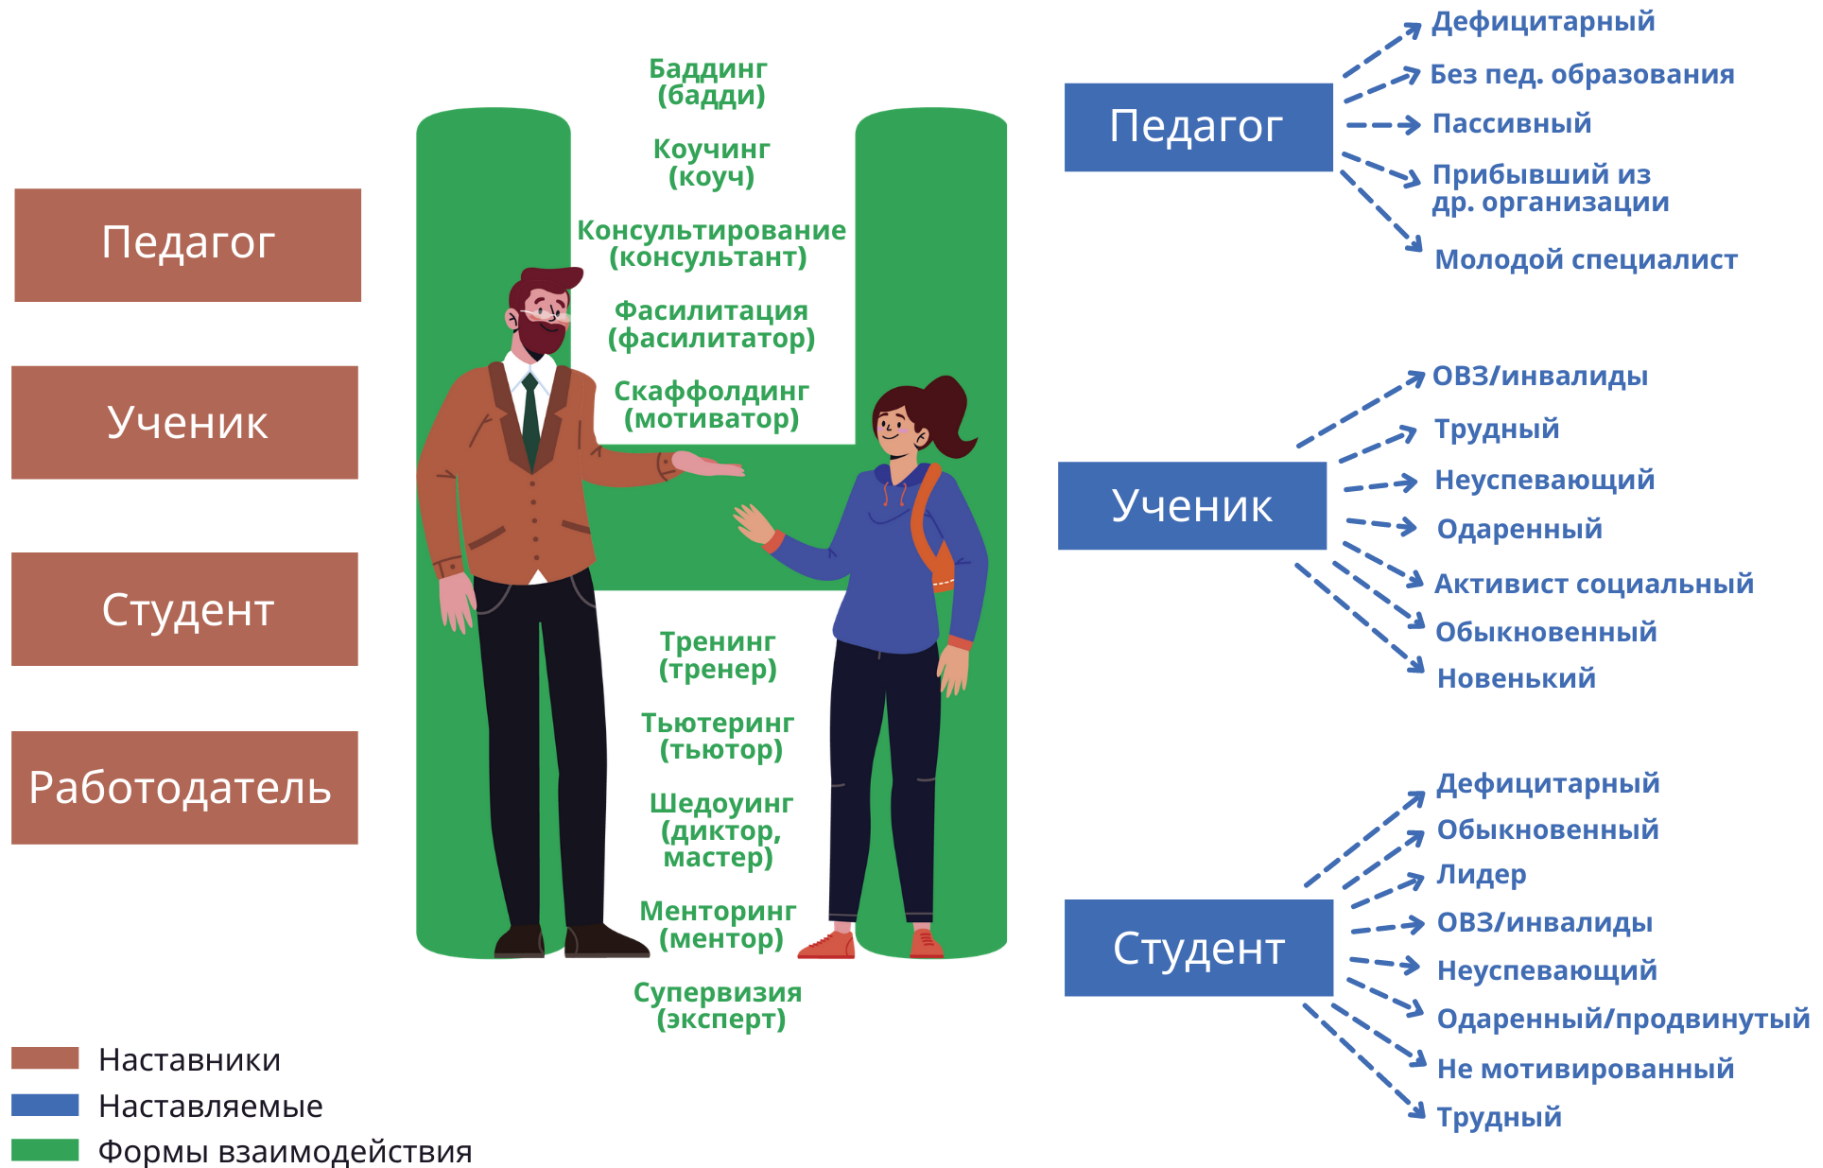 Педагог
Ученик
Студент
Работодатель
Баддинг
(бадди)
Коучинг
(коуч)
Консультирование
(консультант)
Фасилитация
(фасилитатор)
Скаффолдинг
(мотиватор)
Тренинг
(тренер)
Тьютеринг
(тьютор)
Шедоуинг
(диктор,
мастер)
Менторинг
(ментор)
Супервизия
(эксперт)
Педагог
Дефицитарный
Без пед. образования
Пассивный
Прибывший из
др. организации
Молодой специалист
Ученик
ОВЗ/инвалиды
Трудный
Неуспевающий
Одаренный
Активист социальный
Обыкновенный
Новенький
Студент
Дефицитарный
Обыкновенный
Лидер
ОВЗ/инвалиды
Неуспевающий
Одаренный/продвинутый
Не мотивированный
Трудный
Наставники
Наставляемые
Формы взаимодействия